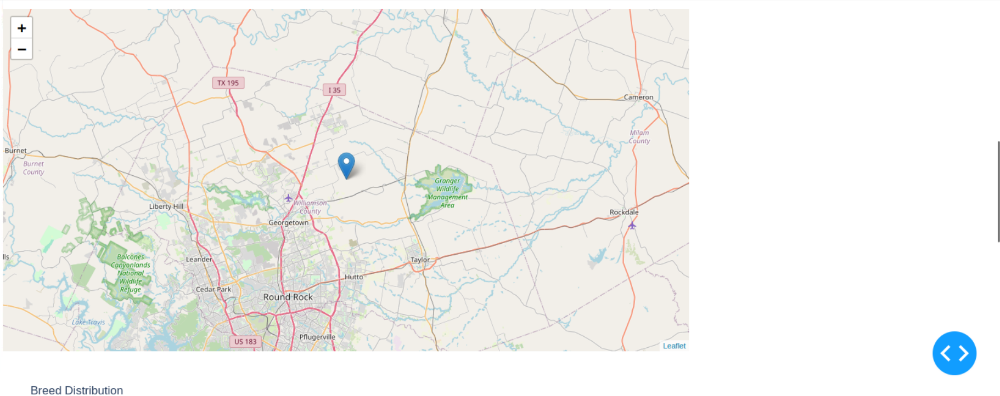 +
−
TX 195
I 35
Cameron
Milam
County
Burnet
Burnet
County
Granger
Wildlife
Management
Area
Williamson
County
Liberty Hill
Georgetown
Rockdale
lls
Balcones
Canyonlands
National
Wildlife
Refuge
Leander
Taylor
Hutto
Cedar Park
Round Rock
Lake Travis
Pflugerville
US 183
Leaflet
Breed Distribution